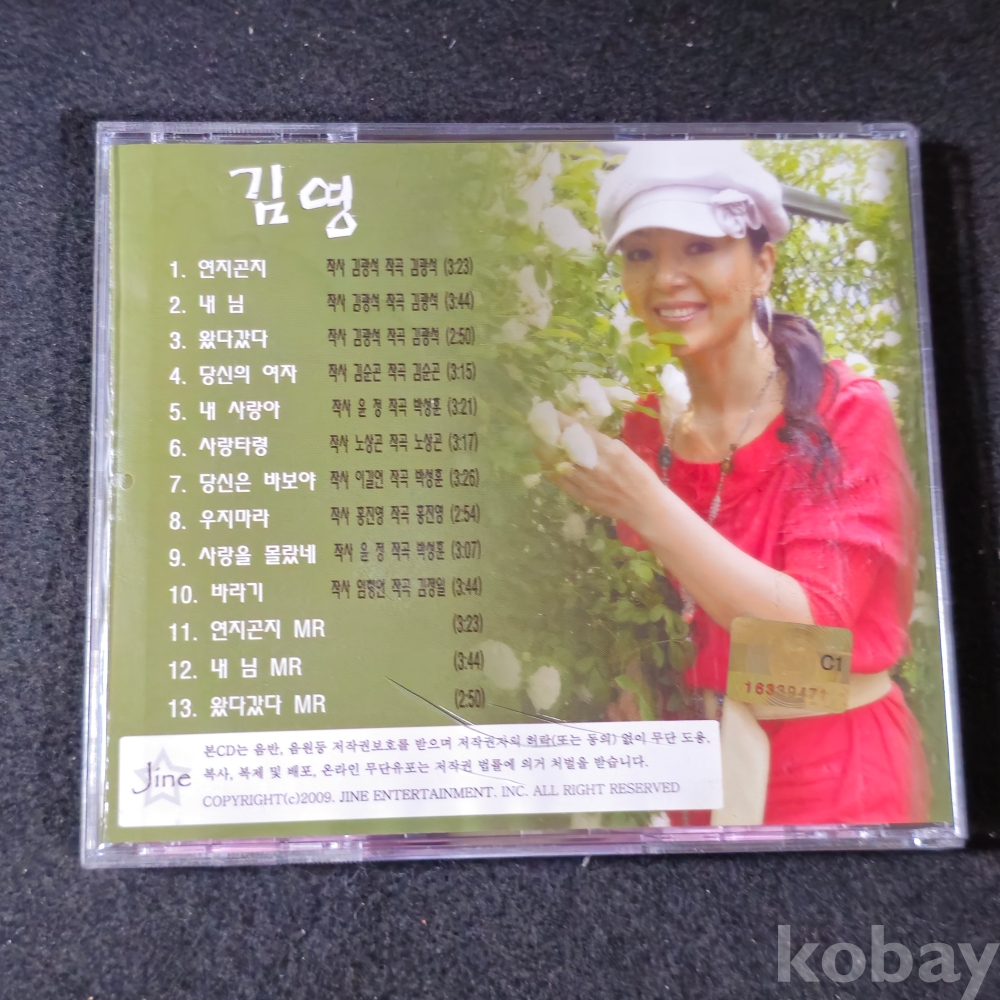 김영
1. 연지곤지 작사 김광석 작곡 김광석 (3:23)
2. 내 님 작사 김광석 작곡 김광석 (3:44)
3. 왔다갔다 작사 김광석 작곡 김광석 (2:50)
4. 당신의 여자 작사 김순곤 작곡 김순곤 (3:15)
5. 내 사랑아 작사 윤 정 작곡 박성훈 (3:21)
6. 사랑타령 작사 노상곤 작곡 노상곤 (3:17)
7. 당신은 바보야 작사 이길언 작곡 박성훈 (3:26)
8. 우지마라 작사 홍진영 작곡 홍진영 (2:54)
9. 사랑을 몰랐네 작사 윤 정 작곡 박성훈 (3:07)
10. 바라기 작사 작곡 김정일 (3:44)
11. 연지곤지 MR (3:23)
12. 내 님 MR (3:44)
13. 왔다갔다 MR (2:50)
C1
Jine
본CD는 음반, 음원등 저작권보호를 받으며 저작권자의 허락(또는 동의) 없이 무단 도용,
복사, 복제 및 배포, 온라인 무단유포는 저작권 법률에 의거 처벌을 받습니다.
COPYRIGHT(c)2009. JINE ENTERTAINMENT. INC. ALL RIGHT RESERVED
kobay